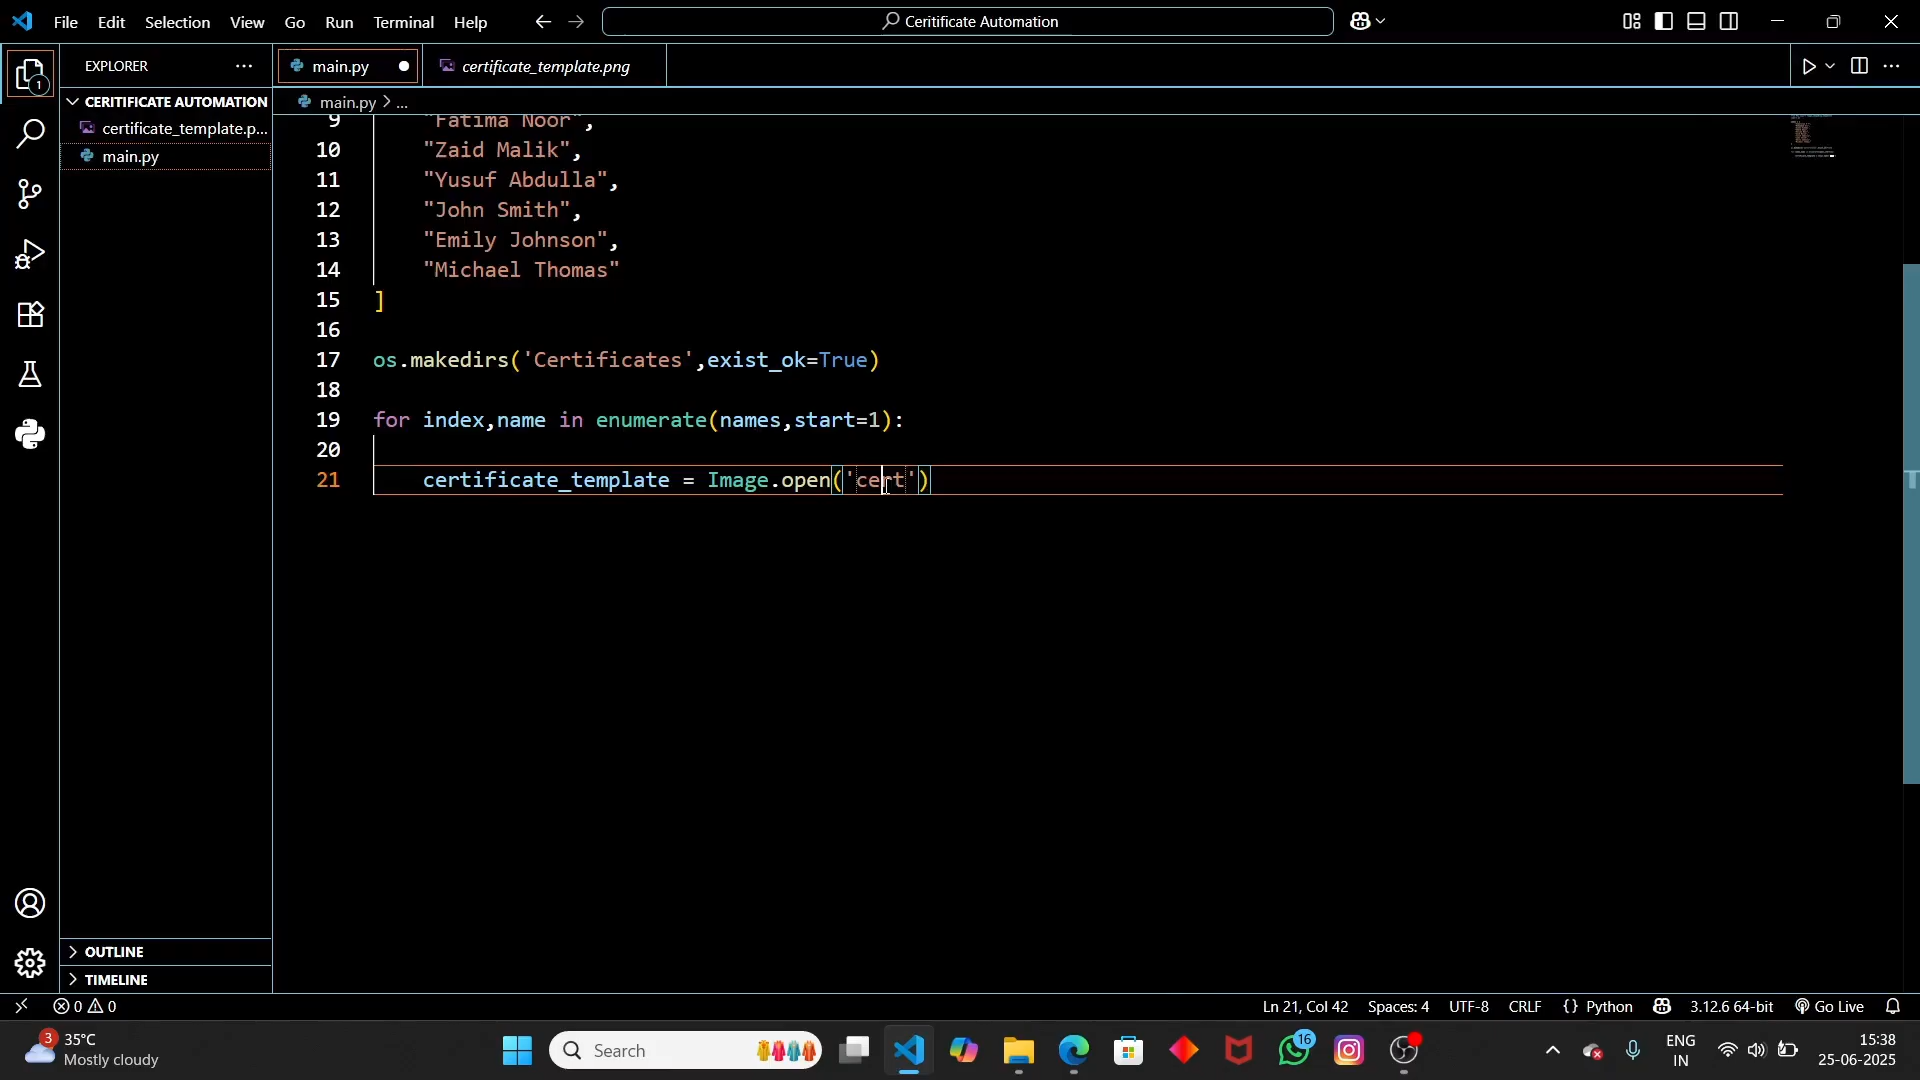 File Edit Selection View Go Run Terminal Help
Ceritificate Automation
EXPLORER
main.py
certificate_template.png
CERITIFICATE AUTOMATION
certificate_template.p...
main.py
1
main.py > ...
9 "Fatima Noor",
10 "Zaid Malik",
11 "Yusuf Abdulla",
12 "John Smith",
13 "Emily Johnson",
14 "Michael Thomas"
15 ]
16
17 os.makedirs('Certificates',exist_ok=True)
18
19 for index,name in enumerate(names,start=1):
20
21 certificate_template = Image.open('cert')
OUTLINE
TIMELINE
0 0
Ln 21, Col 42 Spaces: 4 UTF-8 CRLF {} Python 3.12.6 64-bit Go Live
3
35°C
Mostly cloudy
Search
16
ENG
IN
15:38
25-06-2025